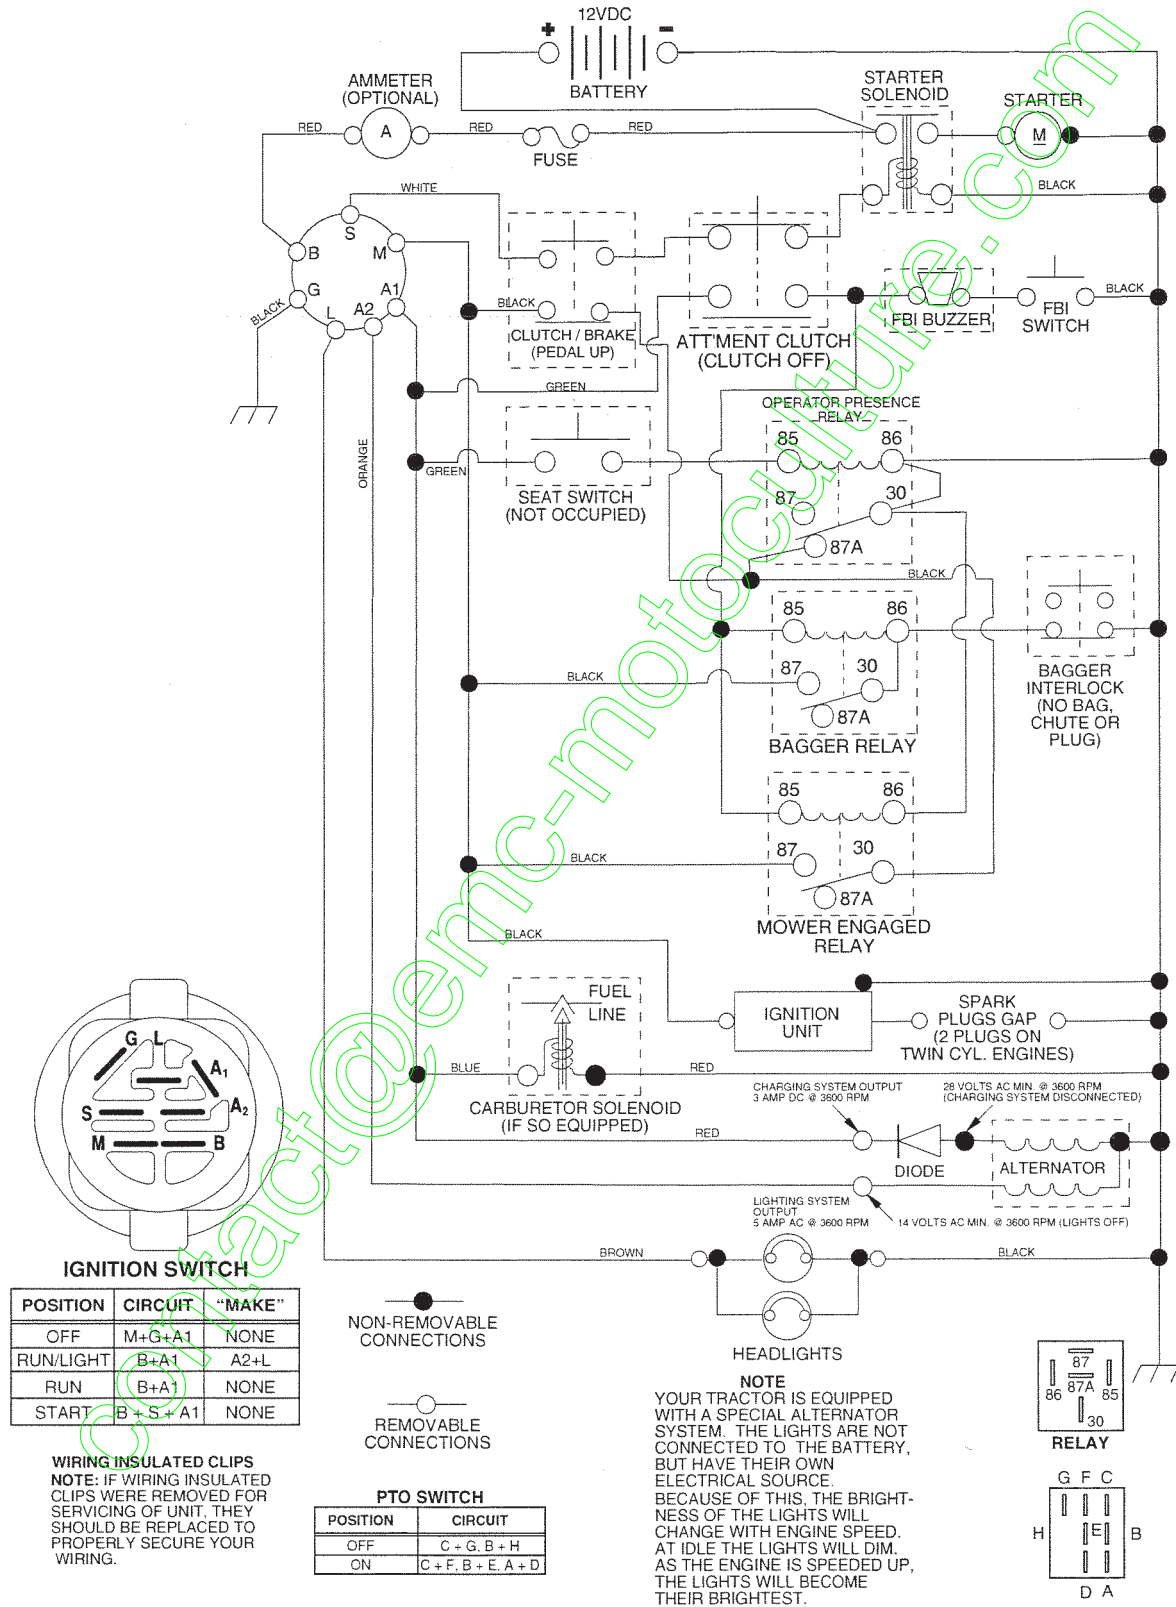 12VDC
+
-
BATTERY
AMMETER
(OPTIONAL)
A
RED
RED
RED
FUSE
STARTER
SOLENOID
STARTER
M
BLACK
WHITE
S
B
M
G
A1
L
A2
BLACK
BLACK
CLUTCH / BRAKE
(PEDAL UP)
ATT'MENT CLUTCH
(CLUTCH OFF)
FBI BUZZER
FBI
SWITCH
BLACK
GREEN
ORANGE
GREEN
SEAT SWITCH
(NOT OCCUPIED)
OPERATOR PRESENCE
RELAY
85
86
87
30
87A
BLACK
85
86
87
30
87A
BLACK
BAGGER RELAY
BAGGER
INTERLOCK
(NO BAG,
CHUTE OR
PLUG)
85
86
87
30
87A
BLACK
MOWER ENGAGED
RELAY
BLACK
IGNITION
UNIT
SPARK
PLUGS GAP
(2 PLUGS ON
TWIN CYL. ENGINES)
FUEL
LINE
BLUE
RED
CARBURETOR SOLENOID
(IF SO EQUIPPED)
CHARGING SYSTEM OUTPUT
3 AMP DC @ 3600 RPM
28 VOLTS AC MIN. @ 3600 RPM
(CHARGING SYSTEM DISCONNECTED)
RED
DIODE
ALTERNATOR
LIGHTING SYSTEM
OUTPUT
5 AMP AC @ 3600 RPM
14 VOLTS AC MIN. @ 3600 RPM (LIGHTS OFF)
BROWN
BLACK
HEADLIGHTS
G L
A1
A2
S
M
B
IGNITION SWITCH
POSITION CIRCUIT "MAKE"
OFF M+G+A1 NONE
RUN/LIGHT B+A1 A2+L
RUN B+A1 NONE
START B + S + A1 NONE
WIRING INSULATED CLIPS
NOTE: IF WIRING INSULATED
CLIPS WERE REMOVED FOR
SERVICING OF UNIT, THEY
SHOULD BE REPLACED TO
PROPERLY SECURE YOUR
WIRING.
NON-REMOVABLE
CONNECTIONS
REMOVABLE
CONNECTIONS
PTO SWITCH
POSITION CIRCUIT
OFF C + G, B + H
ON C + F, B + E, A + D
NOTE
YOUR TRACTOR IS EQUIPPED
WITH A SPECIAL ALTERNATOR
SYSTEM. THE LIGHTS ARE NOT
CONNECTED TO THE BATTERY,
BUT HAVE THEIR OWN
ELECTRICAL SOURCE.
BECAUSE OF THIS, THE BRIGHT-
NESS OF THE LIGHTS WILL
CHANGE WITH ENGINE SPEED.
AT IDLE THE LIGHTS WILL DIM.
AS THE ENGINE IS SPEEDED UP,
THE LIGHTS WILL BECOME
THEIR BRIGHTEST.
87
87A
86
85
30
RELAY
G F C
H
E
B
D A
contact@emc-motoculture.com